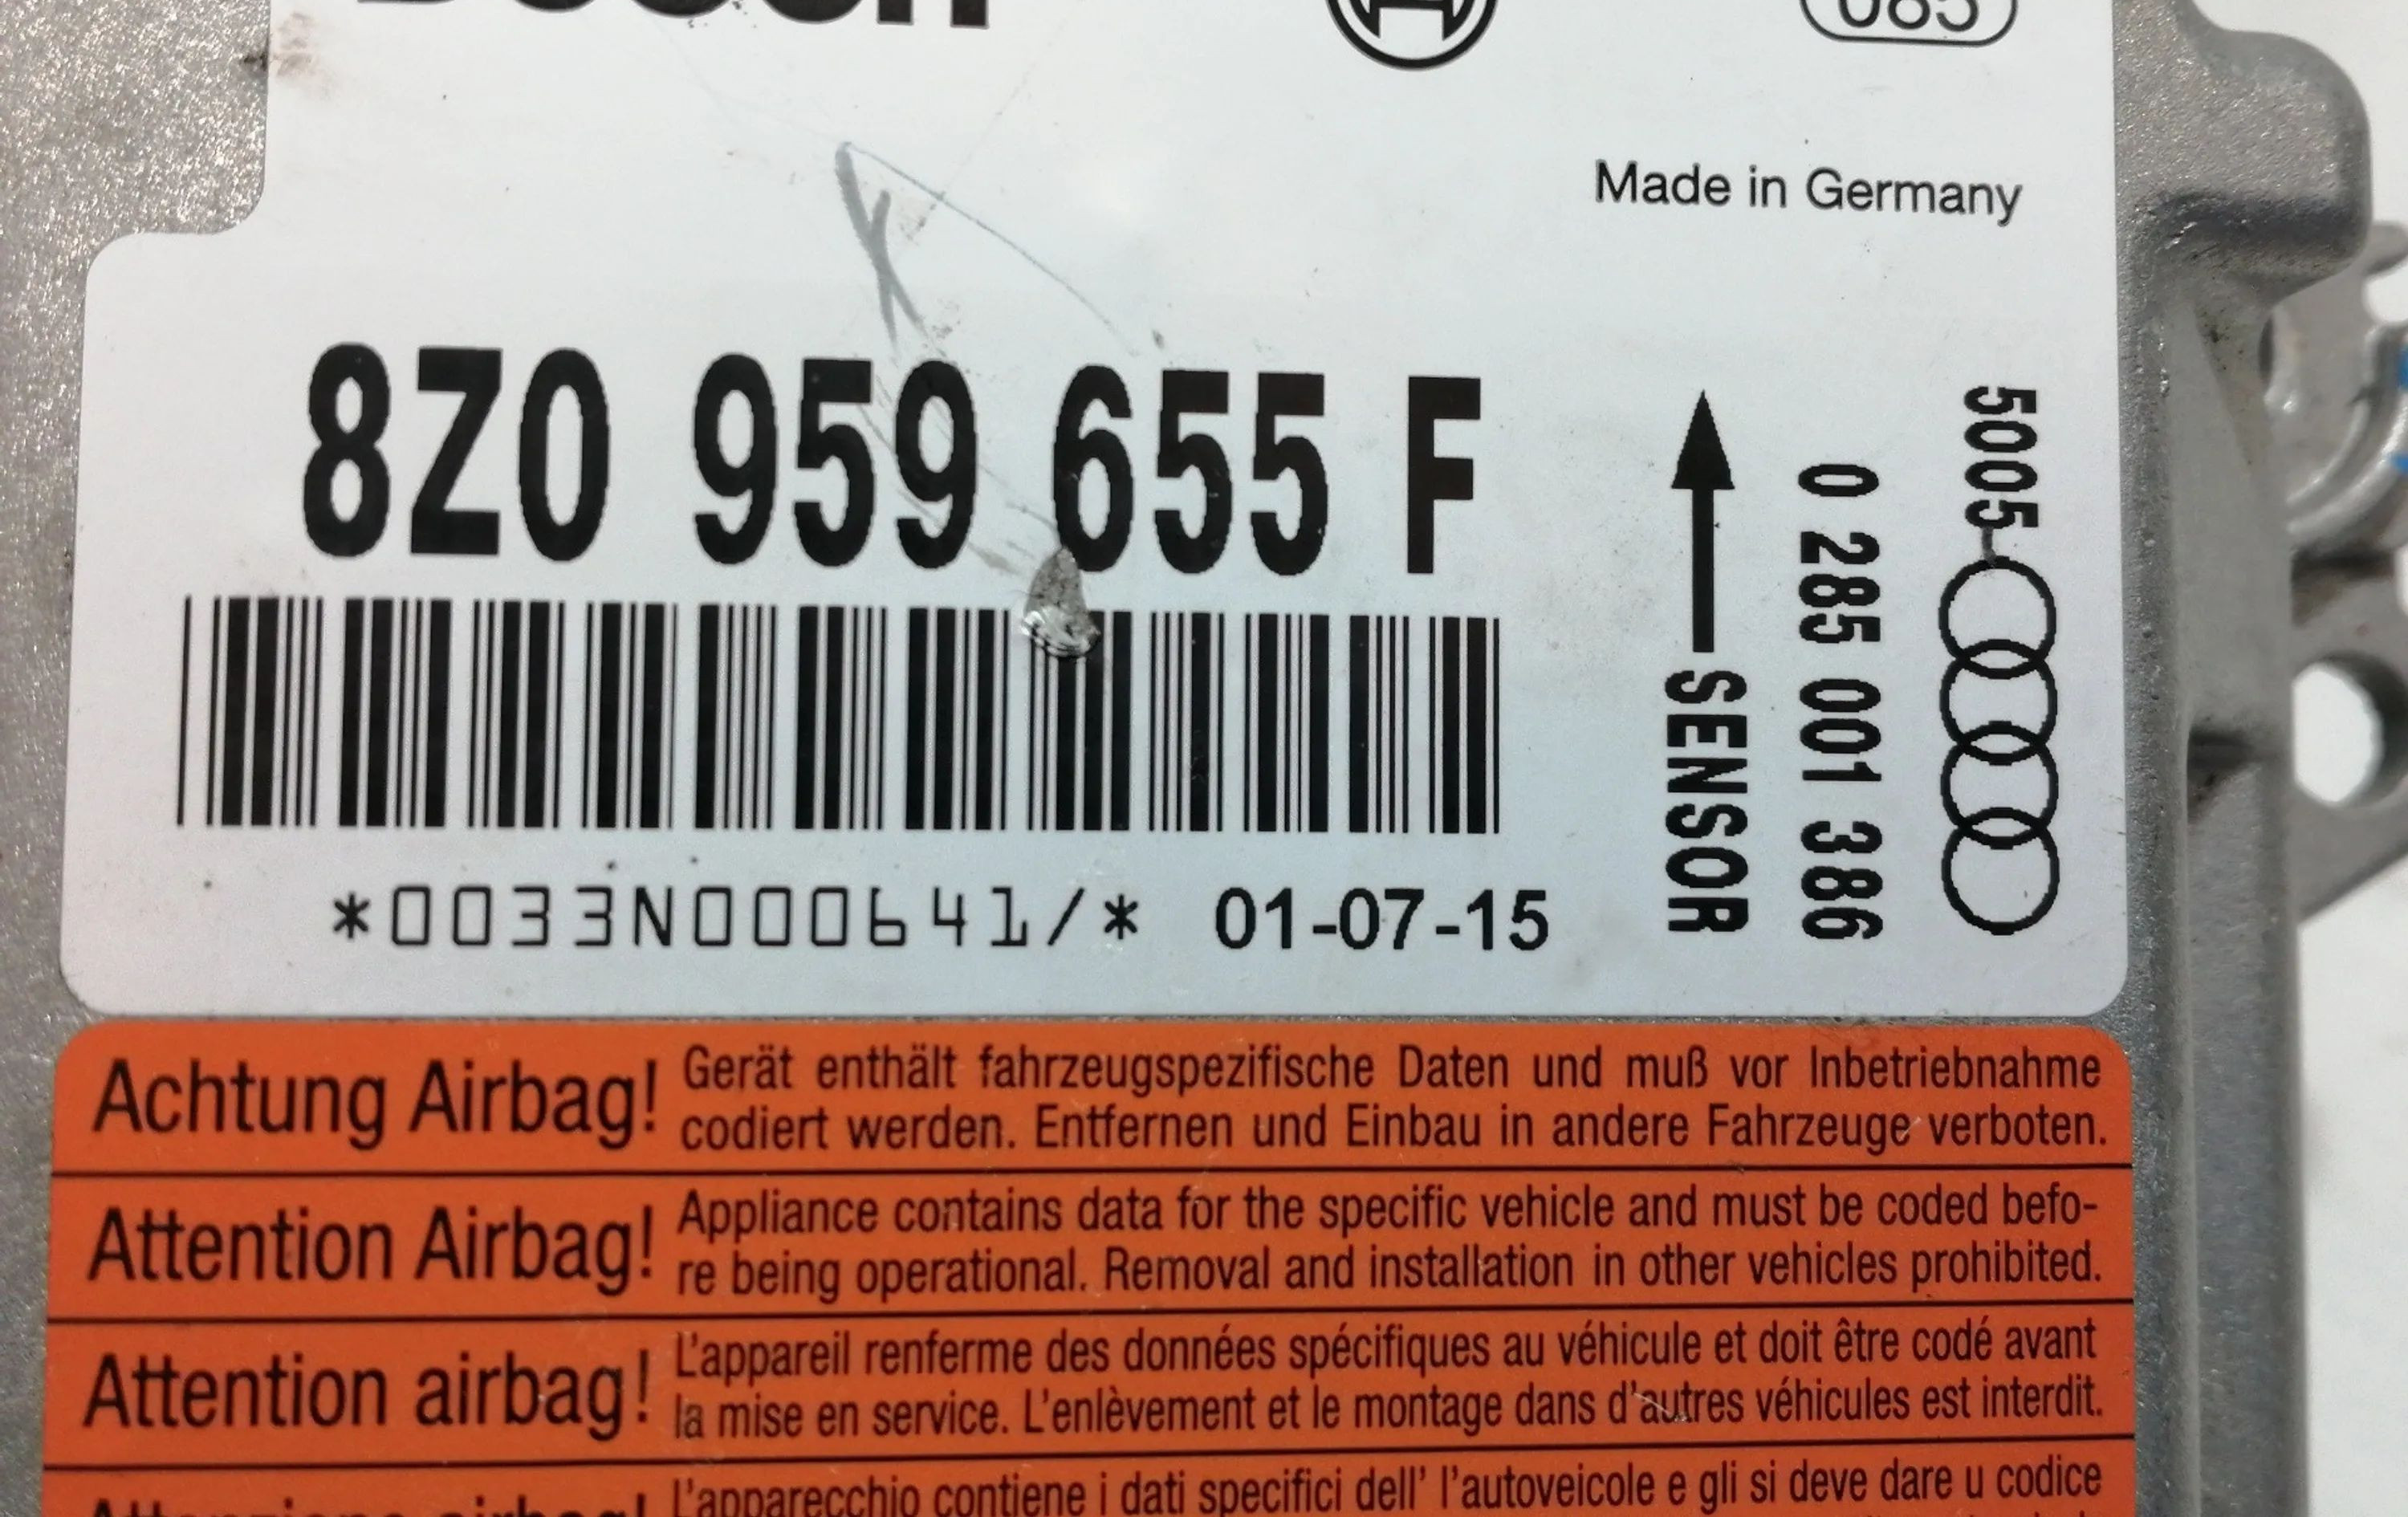 BOSCH
085
Made in Germany
8Z0 959 655 F
*0033N000641/* 01-07-15
SENSOR
0 285 001 386
5005
Achtung Airbag! Gerät enthält fahrzeugspezifische Daten und muß vor Inbetriebnahme
codiert werden. Entfernen und Einbau in andere Fahrzeuge verboten.
Attention Airbag! Appliance contains data for the specific vehicle and must be coded befo-
re being operational. Removal and installation in other vehicles prohibited.
Attention airbag! L'appareil renferme des données spécifiques au véhicule et doit être codé avant
la mise en service. L'enlèvement et le montage dans d'autres véhicules est interdit.
Attenzione airbag! L'apparecchio contiene i dati specifici dell' l'autoveicole e gli si deve dare u codice